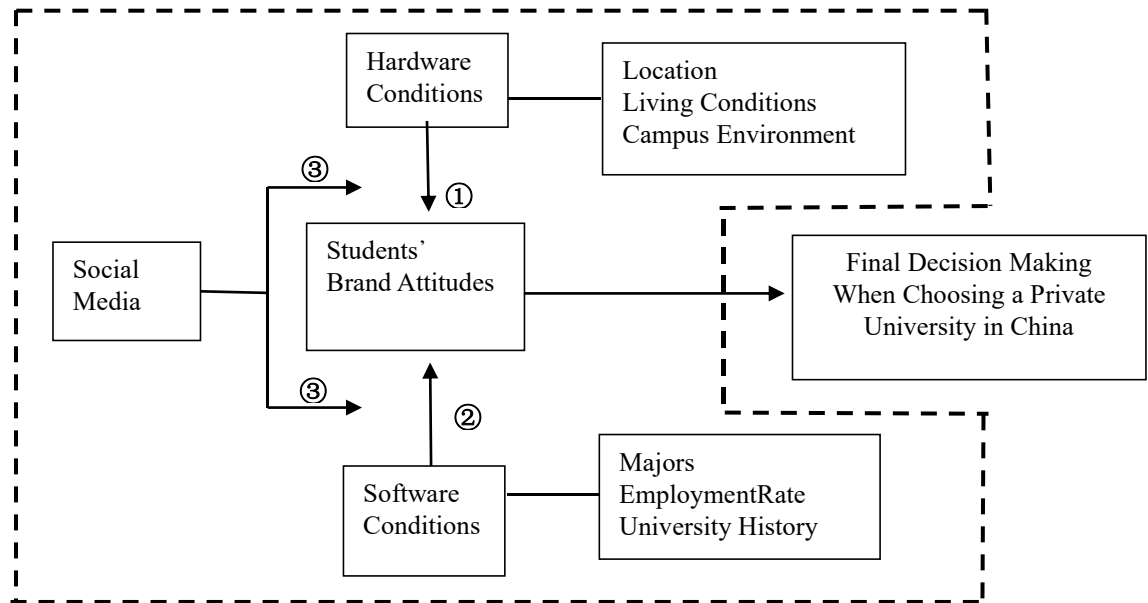 Hardware
Conditions
Location
Living Conditions
Campus Environment
③
①
Social
Media
Students’
Brand Attitudes
Final Decision Making
When Choosing a Private
University in China
③
②
Software
Conditions
Majors
EmploymentRate
University History